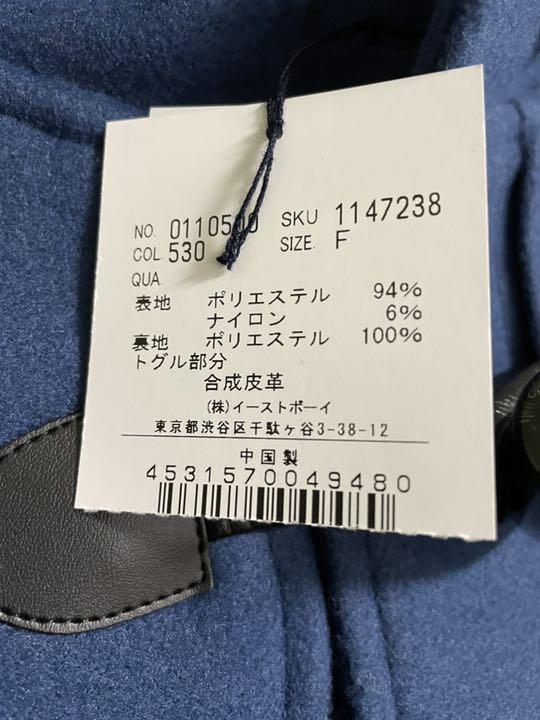 NO. 0110500 SKU 1147238
COL. 530 SIZE. F
QUA.
表地 ポリエステル 94%
ナイロン 6%
裏地 ポリエステル 100%
トグル部分
合成皮革
(株)イーストボーイ
東京都渋谷区千駄ヶ谷3-38-12
中国製
4531570049480